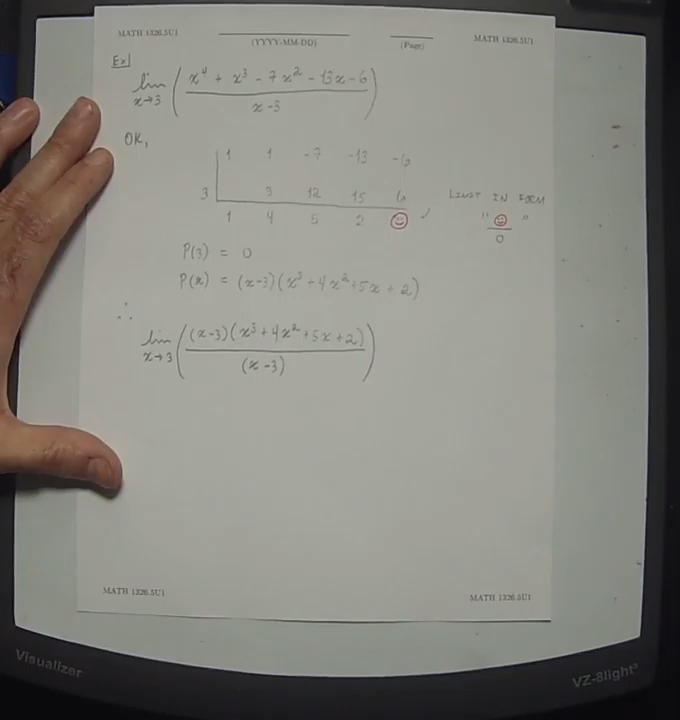 MATH 1326.5U1 (YYYY-MM-DD) (Page) MATH 1326.5U1
Ex1
lim x→3 ( x⁴ + x³ - 7x² - 13x - 6 / x-3 )
OK,
1 1 -7 -13 -6
3 3 12 15 6 IN FORM
1 4 5 2 ☺ ✓ " ☺ / 0 "
P(3) = 0
P(x) = (x-3)(x³+4x²+5x+2)
∴
lim x→3 ( (x-3)(x³+4x²+5x+2) / (x-3) )
MATH 1326.5U1 MATH 1326.5U1
Visualizer VZ-8light³